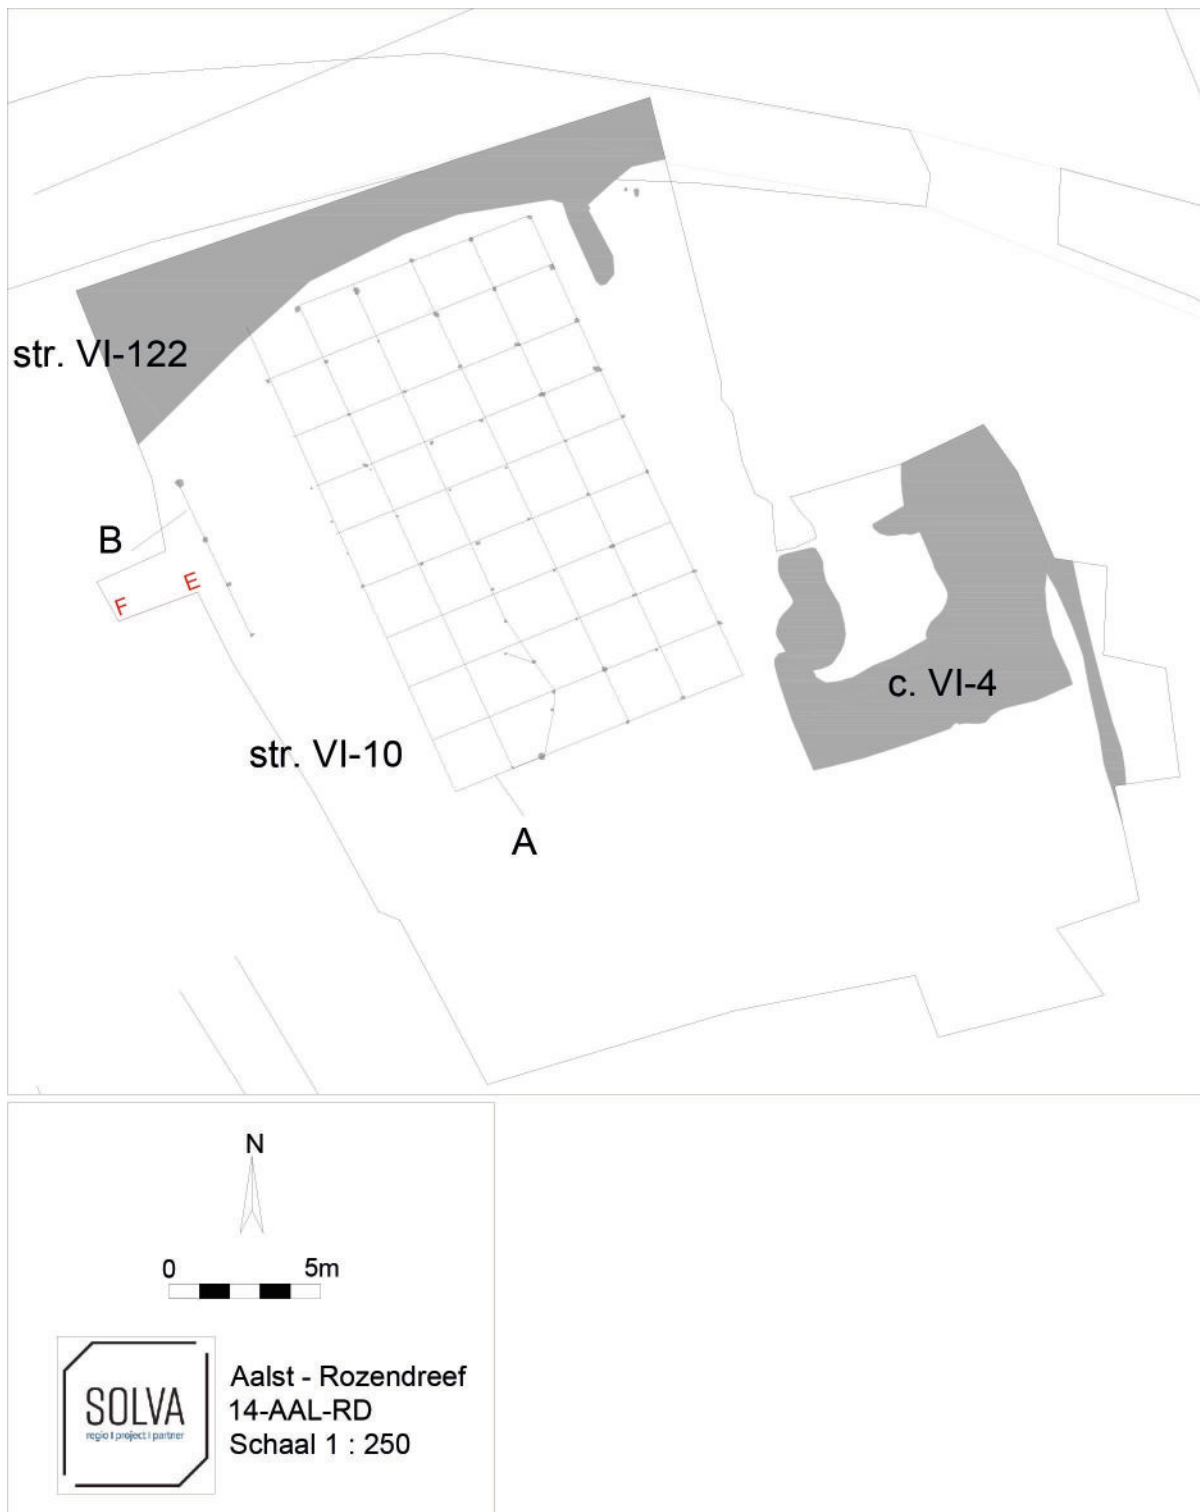 str. VI-122
B
E
F
c. VI-4
str. VI-10
A
N
0 5m
SOLVA
regio I project I partner
Aalst - Rozendreef
14-AAL-RD
Schaal 1 : 250